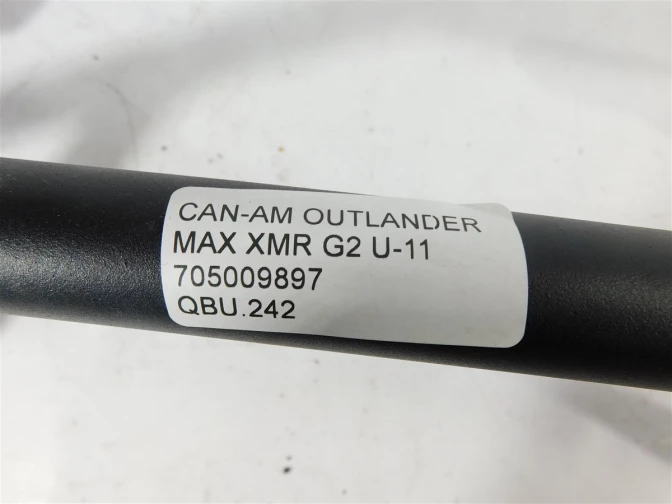 CAN-AM OUTLANDER
MAX XMR G2 U-11
705009897
QBU.242